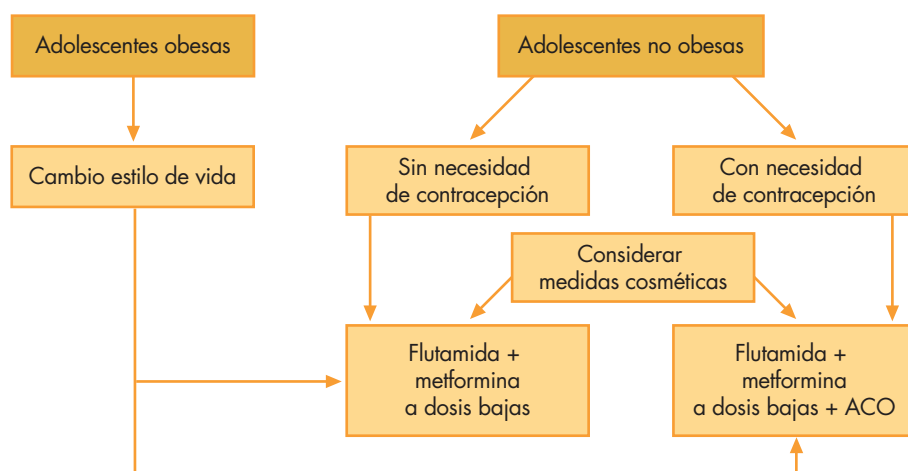 Adolescentes obesas
Adolescentes no obesas
Cambio estilo de vida
Sin necesidad
de contracepción
Con necesidad
de contracepción
Considerar
medidas cosméticas
Flutamida +
metformina
a dosis bajas
Flutamida +
metformina
a dosis bajas + ACO